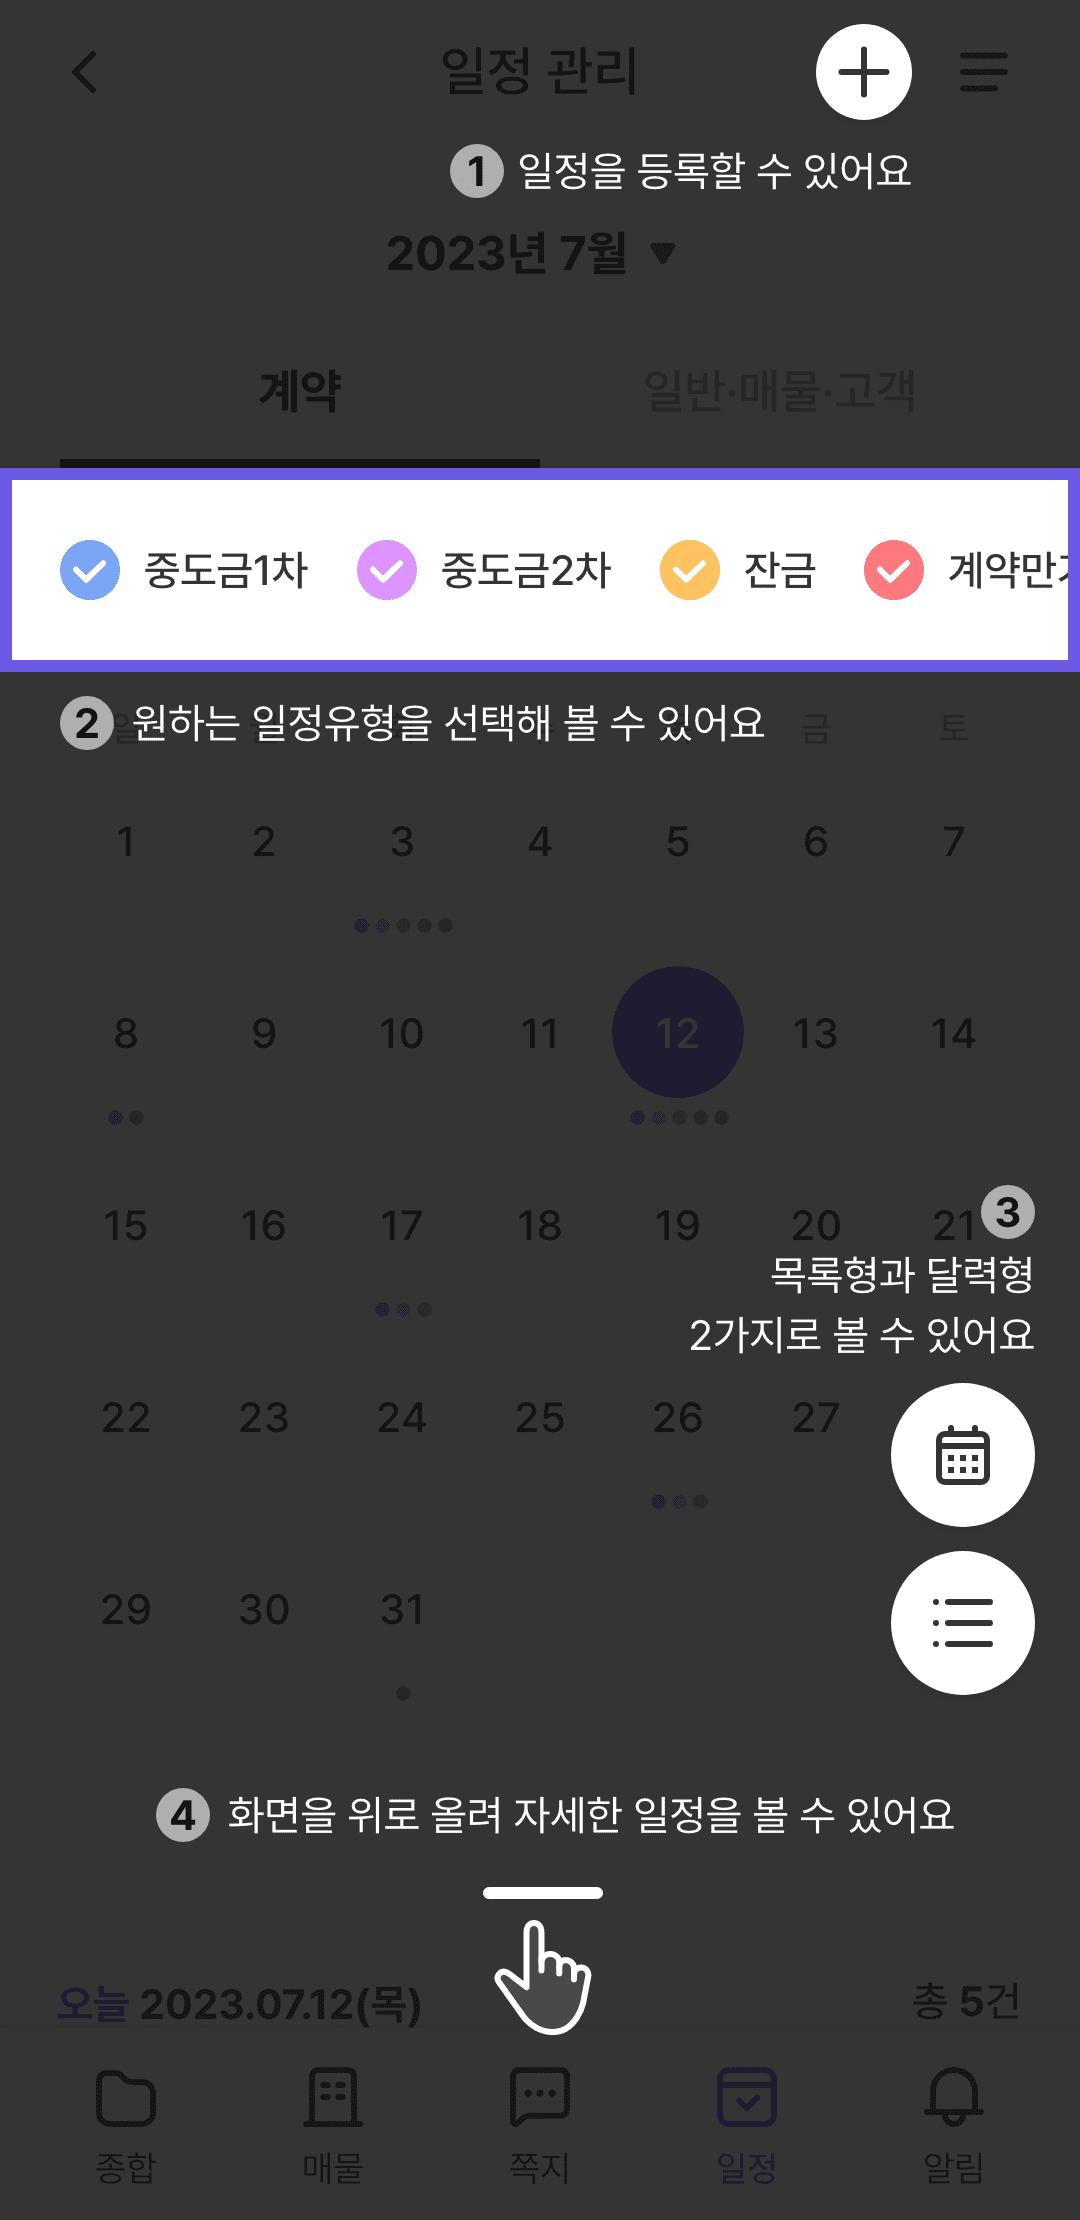 일정 관리
1 일정을 등록할 수 있어요
2023년 7월
계약 일반·매물·고객
중도금1차 중도금2차 잔금 계약만기
2 원하는 일정유형을 선택해 볼 수 있어요
일 금 토
1 2 3 4 5 6 7
8 9 10 11 12 13 14
15 16 17 18 19 20 21
3
목록형과 달력형
2가지로 볼 수 있어요
22 23 24 25 26 27
29 30 31
4 화면을 위로 올려 자세한 일정을 볼 수 있어요
오늘 2023.07.12(목) 총 5건
종합 매물 쪽지 일정 알림